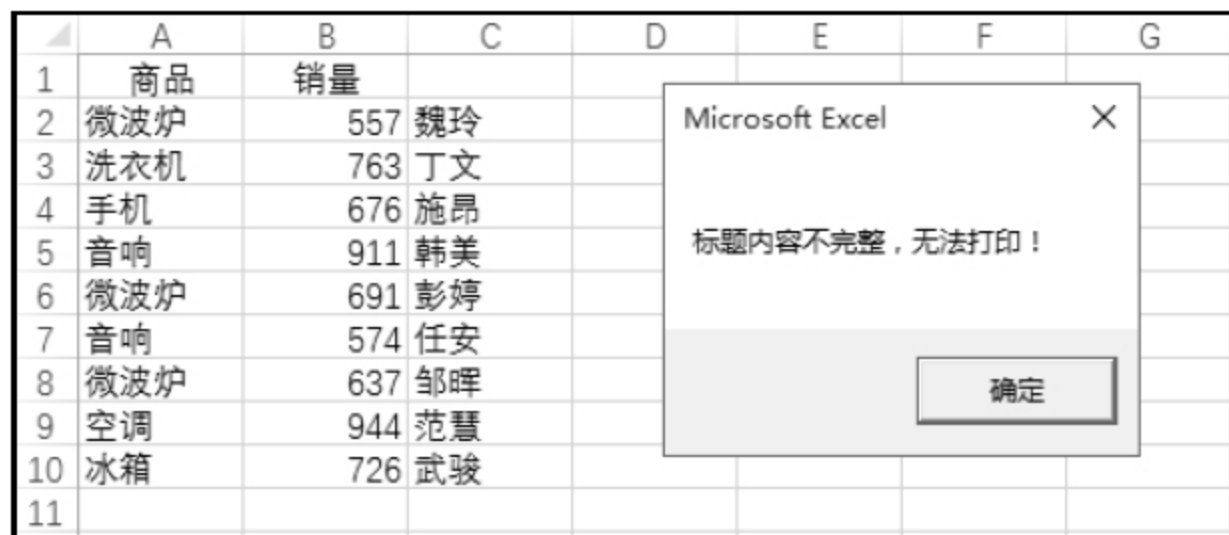 A B C D E F G
1 商品 销量
2 微波炉 557 魏玲
3 洗衣机 763 丁文
4 手机 676 施昂
5 音响 911 韩美
6 微波炉 691 彭婷
7 音响 574 任安
8 微波炉 637 邹晖
9 空调 944 范慧
10 冰箱 726 武骏
11
Microsoft Excel
标题内容不完整，无法打印！
确定